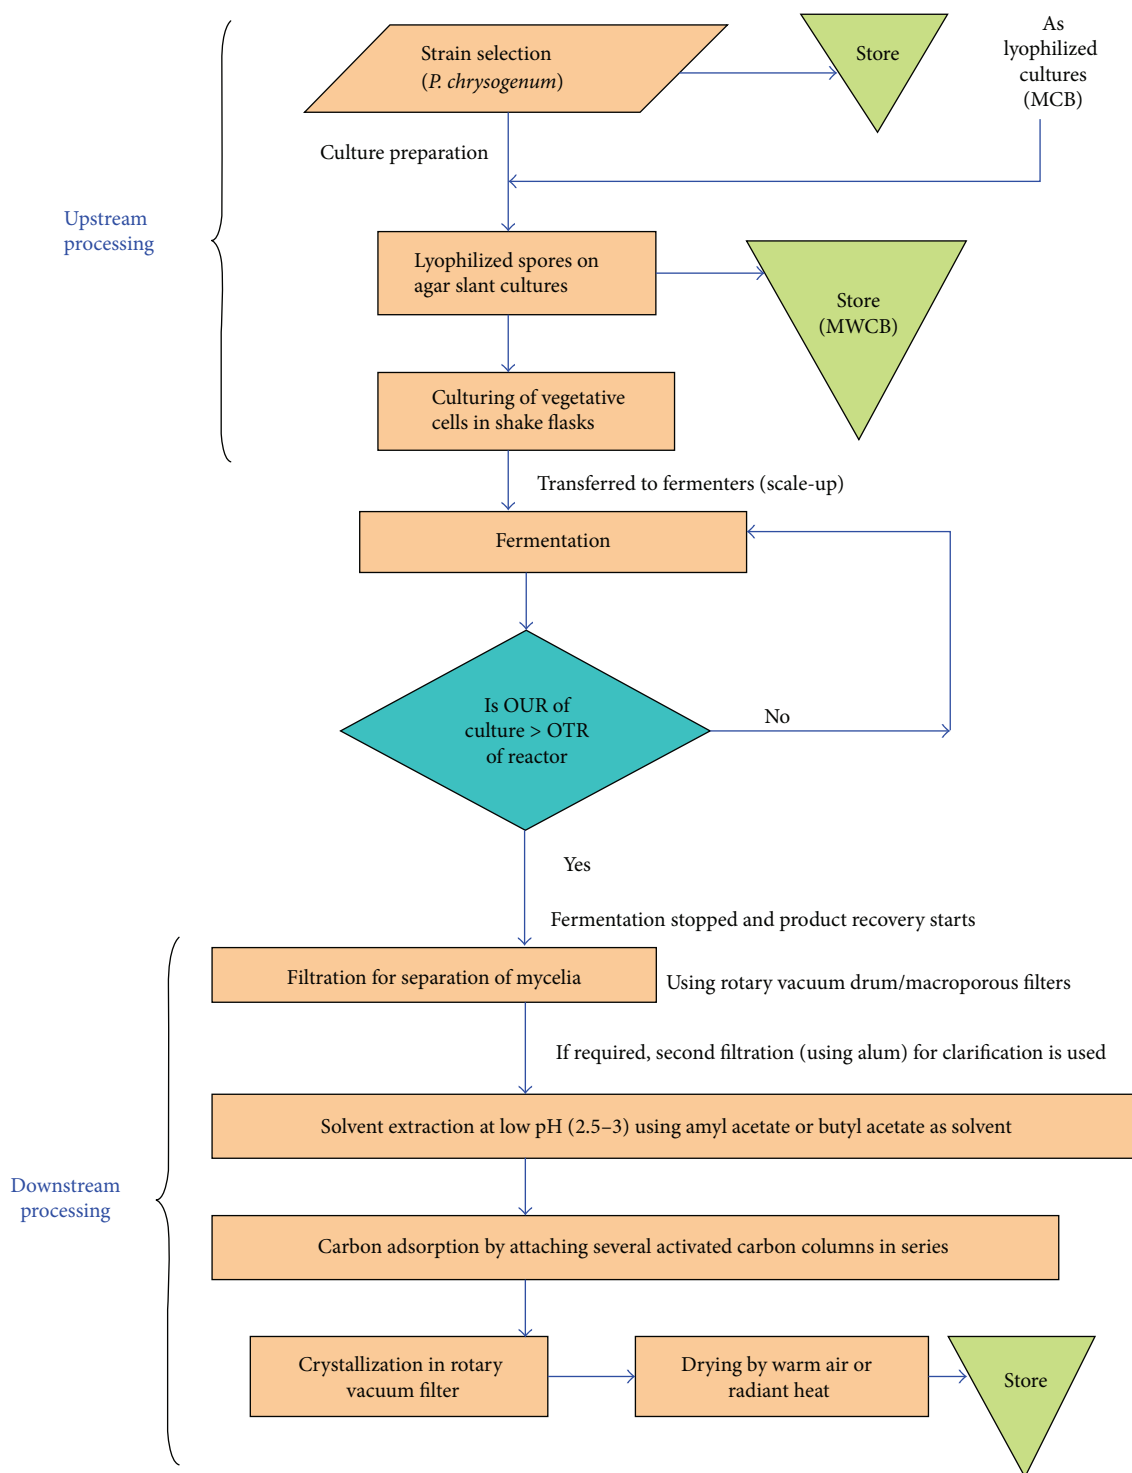 Strain selection
(P. chrysogenum)
Store
As
lyophilized
cultures
(MCB)
Culture preparation
Upstream
processing
Lyophilized spores on
agar slant cultures
Store
(MWCB)
Culturing of vegetative
cells in shake flasks
Transferred to fermenters (scale-up)
Fermentation
Is OUR of
culture > OTR
of reactor
No
Yes
Fermentation stopped and product recovery starts
Filtration for separation of mycelia
Using rotary vacuum drum/macroporous filters
If required, second filtration (using alum) for clarification is used
Solvent extraction at low pH (2.5–3) using amyl acetate or butyl acetate as solvent
Downstream
processing
Carbon adsorption by attaching several activated carbon columns in series
Crystallization in rotary
vacuum filter
Drying by warm air or
radiant heat
Store